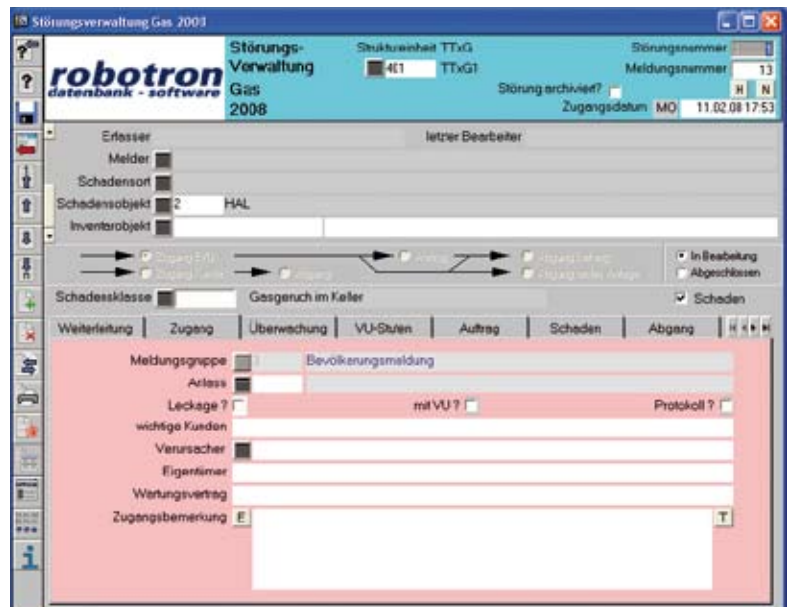 Störungsverwaltung Gas 2008
robotron
datenbank - software
Störungs-
Verwaltung
Gas
2008
Struktureinheit TTxG
401 TTxG1
Störungsnummer
Meldungsnummer 13
Störung archiviert? H N
Zugangsdatum MO 11.02.08 17:53
Erfasser letzter Bearbeiter
Melder
Schadensort
Schadensobjekt 2 HAL
Inventarobjekt
In Bearbeitung
Abgeschlossen
Schadensklasse Gasgeruch im Keller Schaden
Weiterleitung Zugang Überwachung VU-Stufen Auftrag Schaden Abgang
Meldungsgruppe Bevölkerungsmeldung
Anlass
Leckage ? mit VU ? Protokoll ?
wichtige Kunden
Verursacher
Eigentümer
Wartungsvertrag
Zugangsbemerkung E T